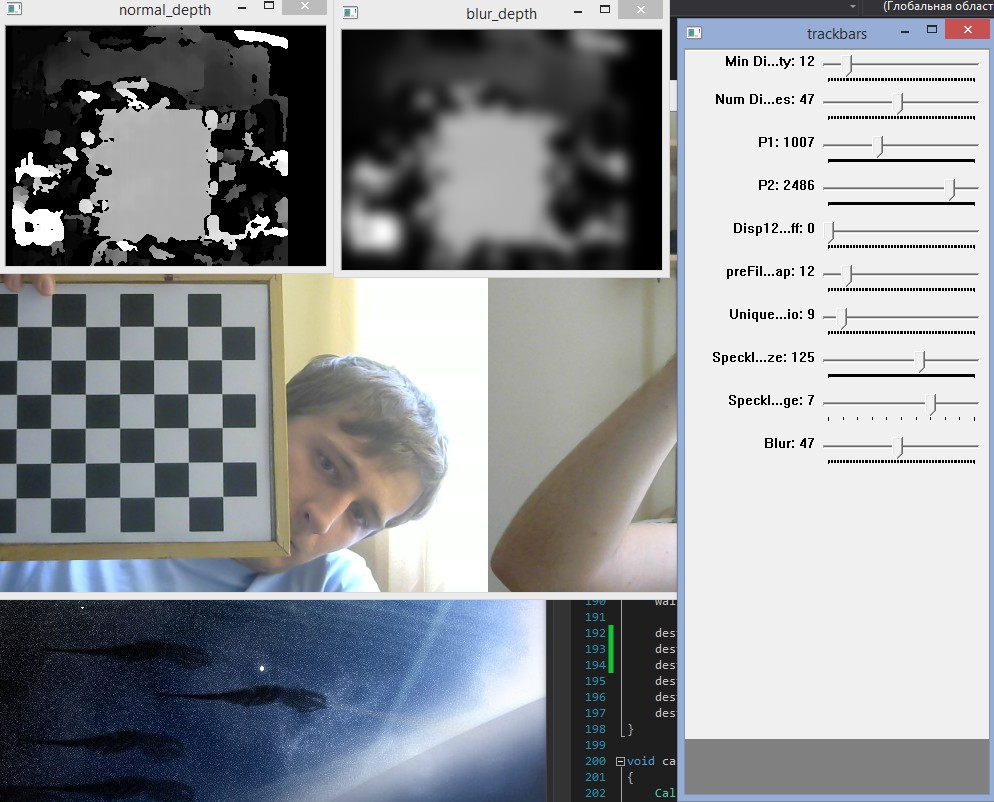 normal_depth
blur_depth
(Глобальная област
trackbars
Min Di...ty: 12
Num Di...es: 47
P1: 1007
P2: 2486
Disp12...ff: 0
preFil...ap: 12
Unique...io: 9
Speckl...ze: 125
Speckl...ge: 7
Blur: 47
190 wai
191
192 des
193 des
194 des
195 des
196 des
197 des
198 }
199
200 void ca
201 {
202 Cal